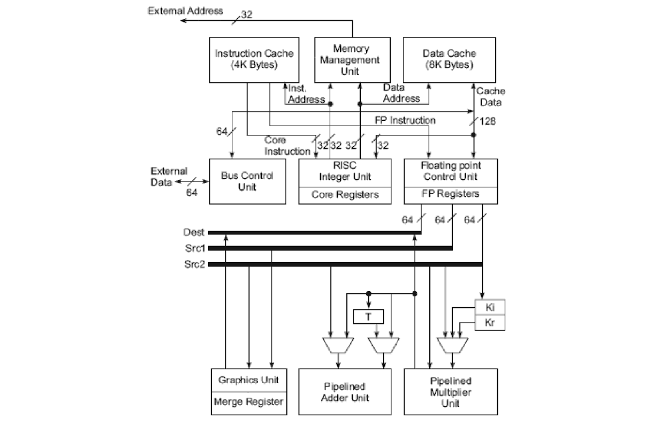 External Address
32
Instruction Cache
(4K Bytes)
Memory
Management
Unit
Data Cache
(8K Bytes)
Inst.
Address
Data
Address
Cache
Data
FP Instruction
128
64
Core
Instruction
32
32
32
32
External
Data
64
Bus Control
Unit
RISC
Integer Unit
Core Registers
Floating point
Control Unit
FP Registers
64
64
64
Dest
Src1
Src2
Ki
Kr
T
Graphics Unit
Merge Register
Pipelined
Adder Unit
Pipelined
Multiplier
Unit